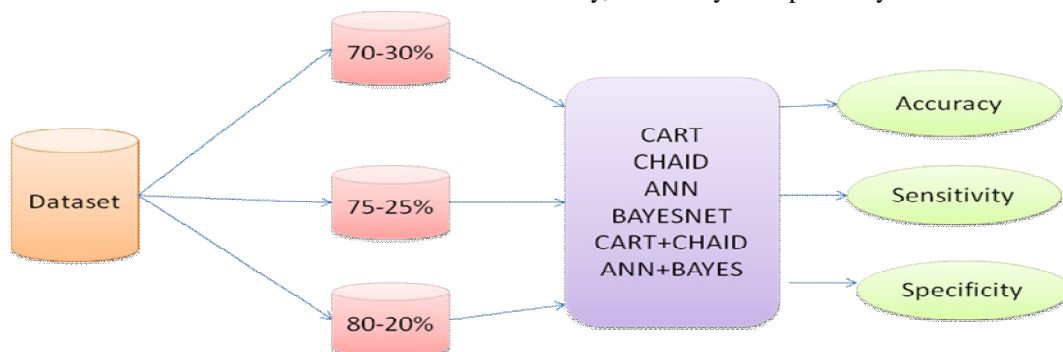 70-30%
Dataset
75-25%
80-20%
CART
CHAID
ANN
BAYESNET
CART+CHAID
ANN+BAYES
Accuracy
Sensitivity
Specificity